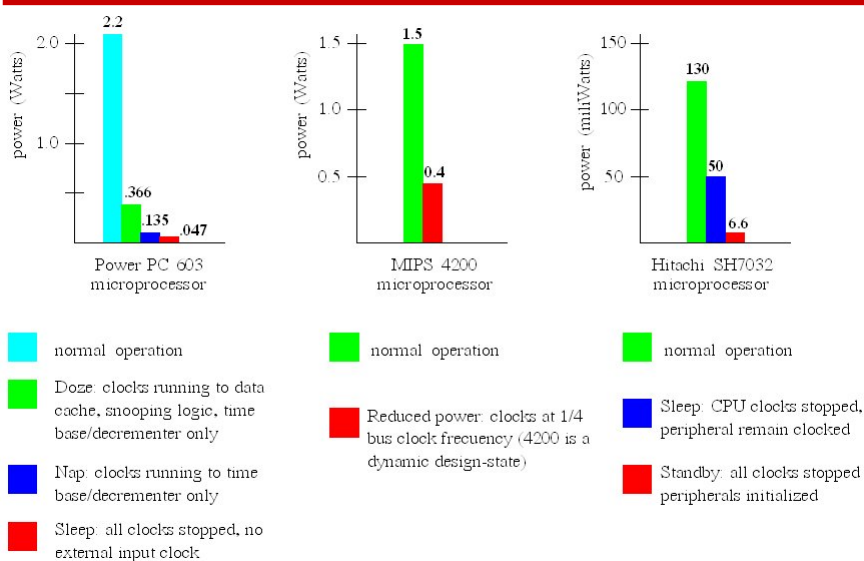 2.2
2.0
1.0
power (Watts)
.366
.135
.047
Power PC 603
microprocessor
1.5
1.5
1.0
0.5
power (Watts)
0.4
MIPS 4200
microprocessor
150
100
50
power (miliWatts)
130
50
6.6
Hitachi SH7032
microprocessor
normal operation
Doze: clocks running to data
cache, snooping logic, time
base/decrementer only
Nap: clocks running to time
base/decrementer only
Sleep: all clocks stopped, no
external input clock
normal operation
Reduced power: clocks at 1/4
bus clock frecuency (4200 is a
dynamic design-state)
normal operation
Sleep: CPU clocks stopped,
peripheral remain clocked
Standby: all clocks stopped
peripherals initialized